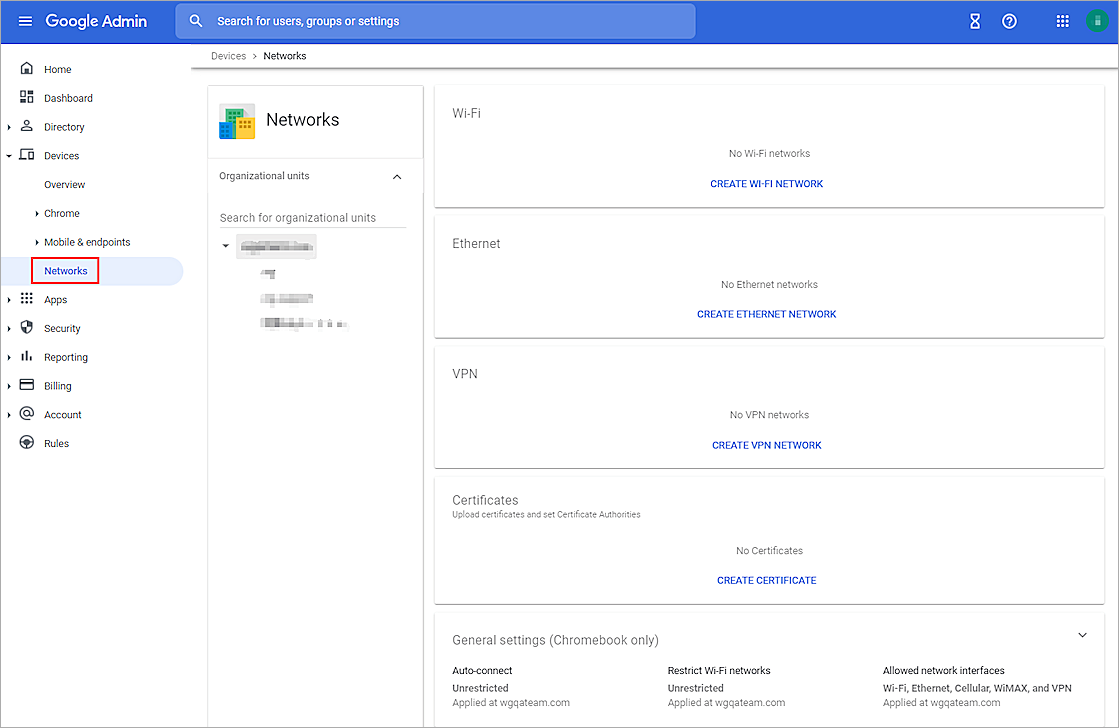 Google Admin
Search for users, groups or settings
Devices > Networks
Home
Dashboard
Directory
Devices
Overview
Chrome
Mobile & endpoints
Networks
Apps
Security
Reporting
Billing
Account
Rules
Networks
Organizational units
Search for organizational units
Wi-Fi
No Wi-Fi networks
CREATE WI-FI NETWORK
Ethernet
No Ethernet networks
CREATE ETHERNET NETWORK
VPN
No VPN networks
CREATE VPN NETWORK
Certificates
Upload certificates and set Certificate Authorities
No Certificates
CREATE CERTIFICATE
General settings (Chromebook only)
Auto-connect
Unrestricted
Applied at wgqateam.com
Restrict Wi-Fi networks
Unrestricted
Applied at wgqateam.com
Allowed network interfaces
Wi-Fi, Ethernet, Cellular, WiMAX, and VPN
Applied at wgqateam.com